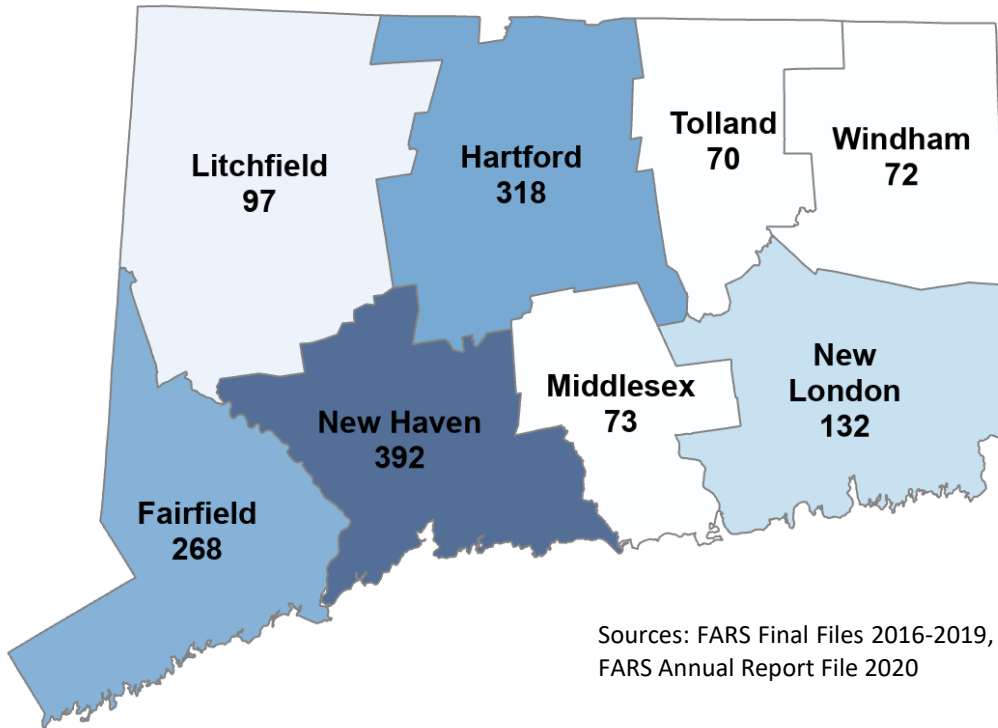 Litchfield
97
Hartford
318
Tolland
70
Windham
72
New Haven
392
Middlesex
73
New
London
132
Fairfield
268
Sources: FARS Final Files 2016-2019,
FARS Annual Report File 2020